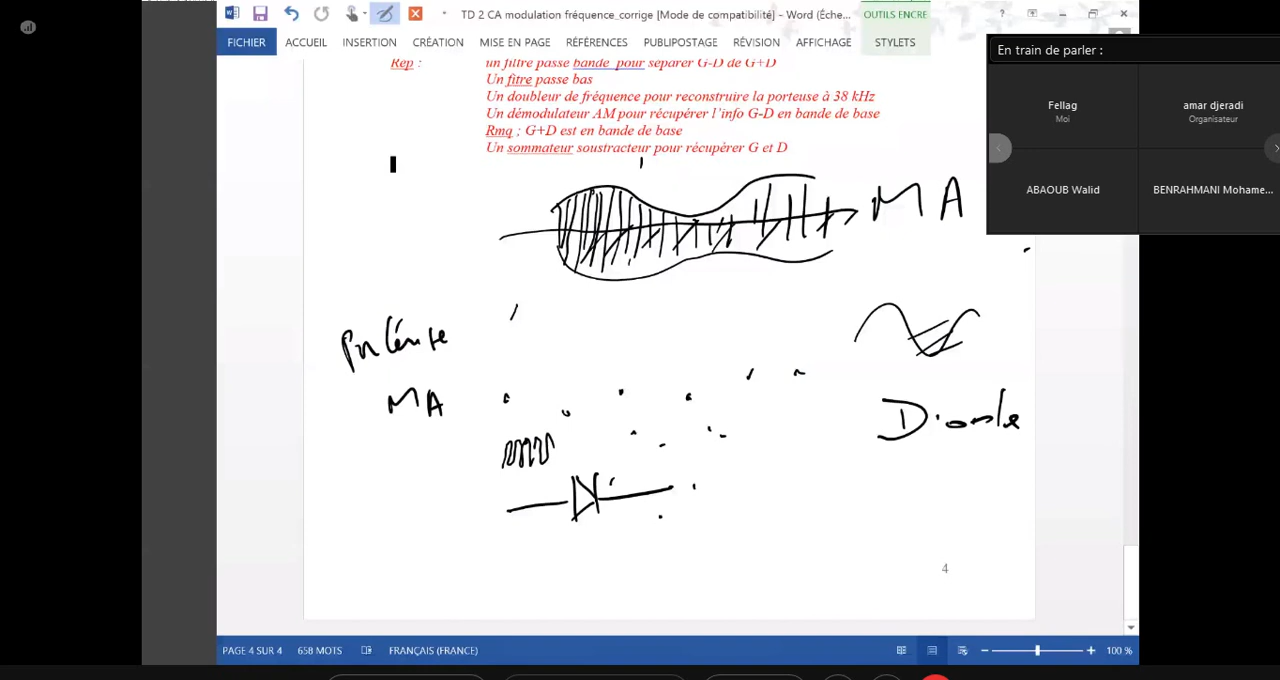 TD 2 CA modulation fréquence_corrige [Mode de compatibilité] - Word (Éche...
OUTILS ENCRE
FICHIER ACCUEIL INSERTION CRÉATION MISE EN PAGE RÉFÉRENCES PUBLIPOSTAGE RÉVISION AFFICHAGE STYLETS
En train de parler :
Rep : un filtre passe bande pour séparer G-D de G+D
Un fitre passe bas
Un doubleur de fréquence pour reconstruire la porteuse à 38 kHz
Un démodulateur AM pour récupérer l'info G-D en bande de base
Rmq ; G+D est en bande de base
Un sommateur soustracteur pour récupèrer G et D
Fellag
Moi
amar djeradi
Organisateur
ABAOUB Walid
BENRAHMANI Mohame...
MA
MA
Diode
4
PAGE 4 SUR 4 658 MOTS FRANÇAIS (FRANCE) 100 %